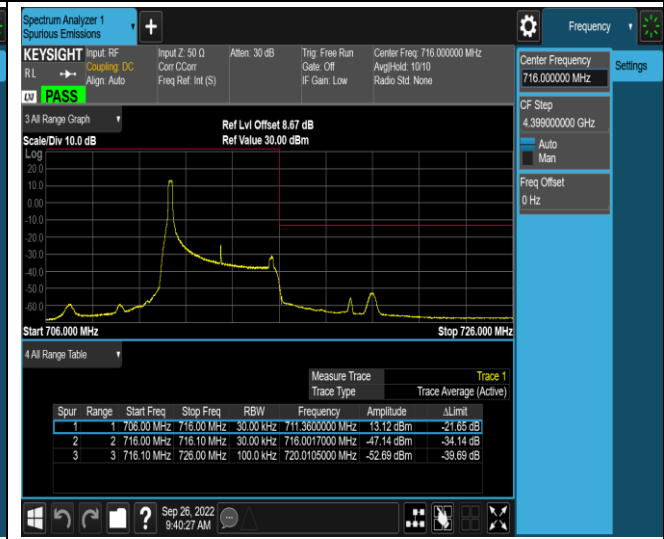 Spectrum Analyzer 1
Spurious Emissions
+
Frequency
KEYSIGHT
Input: RF
Coupling: DC
Align: Auto
Input Z: 50 Ω
Corr CCorr
Freq Ref: Int (S)
Atten: 30 dB
Trig: Free Run
Gate: Off
IF Gain: Low
Center Freq: 716.000000 MHz
Avg|Hold: 10/10
Radio Std: None
RL
LXI PASS
Center Frequency
716.000000 MHz
Settings
CF Step
4.399000000 GHz
Auto
Man
Freq Offset
0 Hz
3 All Range Graph
Scale/Div 10.0 dB
Ref Lvl Offset 8.67 dB
Ref Value 30.00 dBm
Log
20.0
10.0
0.00
-10.0
-20.0
-30.0
-40.0
-50.0
-60.0
Start 706.000 MHz Stop 726.000 MHz
4 All Range Table
Measure Trace Trace 1
Trace Type Trace Average (Active)
Spur Range Start Freq Stop Freq RBW Frequency Amplitude ΔLimit
1 1 706.00 MHz 716.00 MHz 30.00 kHz 711.3600000 MHz 13.12 dBm -21.65 dB
2 2 716.00 MHz 716.10 MHz 30.00 kHz 716.0017000 MHz -47.14 dBm -34.14 dB
3 3 716.10 MHz 726.00 MHz 100.0 kHz 720.0105000 MHz -52.69 dBm -39.69 dB
?
Sep 26, 2022
9:40:27 AM